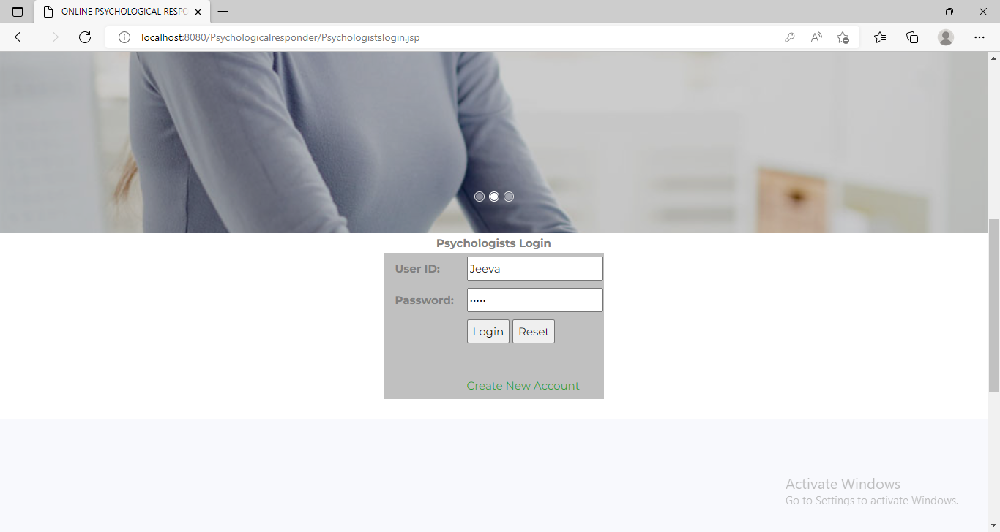 ONLINE PSYCHOLOGICAL RESPO
localhost:8080/Psychologicalresponder/Psychologistslogin.jsp
Psychologists Login
User ID: Jeeva
Password: •••••
Login Reset
Create New Account
Activate Windows
Go to Settings to activate Windows.